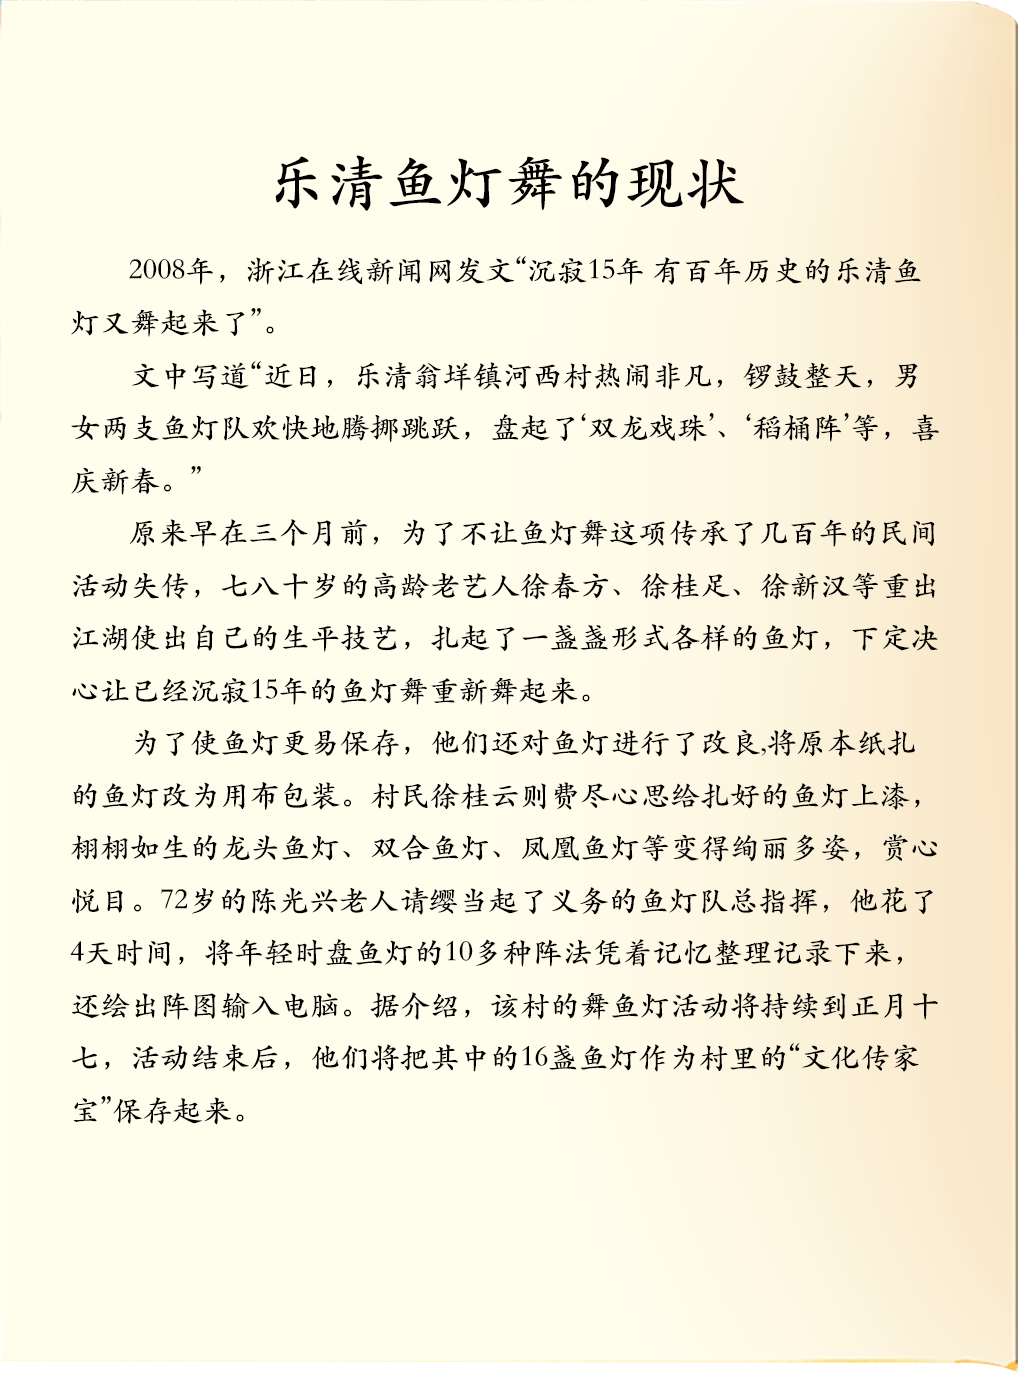 乐清鱼灯舞的现状
2008年，浙江在线新闻网发文“沉寂15年 有百年历史的乐清鱼
灯又舞起来了”。
文中写道“近日，乐清翁垟镇河西村热闹非凡，锣鼓整天，男
女两支鱼灯队欢快地腾挪跳跃，盘起了‘双龙戏珠’、‘稻桶阵’等，喜
庆新春。”
原来早在三个月前，为了不让鱼灯舞这项传承了几百年的民间
活动失传，七八十岁的高龄老艺人徐春方、徐桂足、徐新汉等重出
江湖使出自己的生平技艺，扎起了一盏盏形式各样的鱼灯，下定决
心让已经沉寂15年的鱼灯舞重新舞起来。
为了使鱼灯更易保存，他们还对鱼灯进行了改良,将原本纸扎
的鱼灯改为用布包装。村民徐桂云则费尽心思给扎好的鱼灯上漆，
栩栩如生的龙头鱼灯、双合鱼灯、凤凰鱼灯等变得绚丽多姿，赏心
悦目。72岁的陈光兴老人请缨当起了义务的鱼灯队总指挥，他花了
4天时间，将年轻时盘鱼灯的10多种阵法凭着记忆整理记录下来，
还绘出阵图输入电脑。据介绍，该村的舞鱼灯活动将持续到正月十
七，活动结束后，他们将把其中的16盏鱼灯作为村里的“文化传家
宝”保存起来。